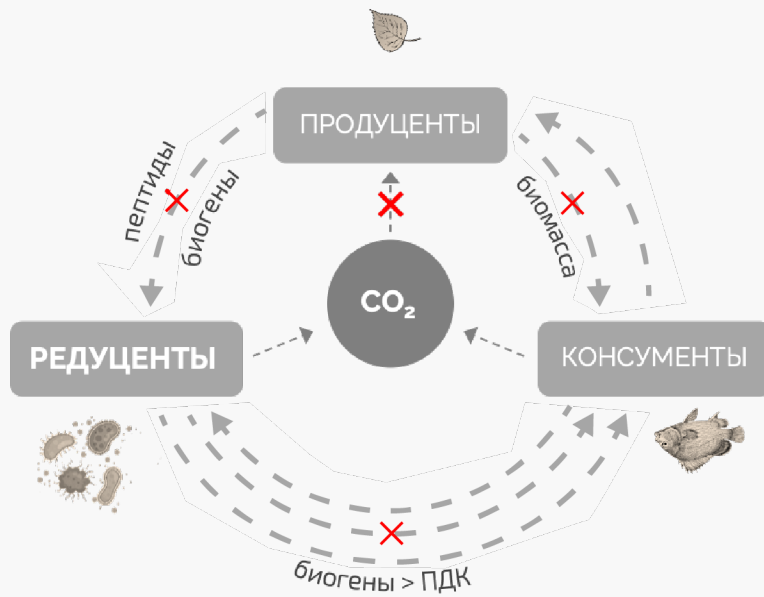 ПРОДУЦЕНТЫ
пептиды
биогены
биомасса
CO₂
РЕДУЦЕНТЫ
КОНСУМЕНТЫ
биогены > ПДК